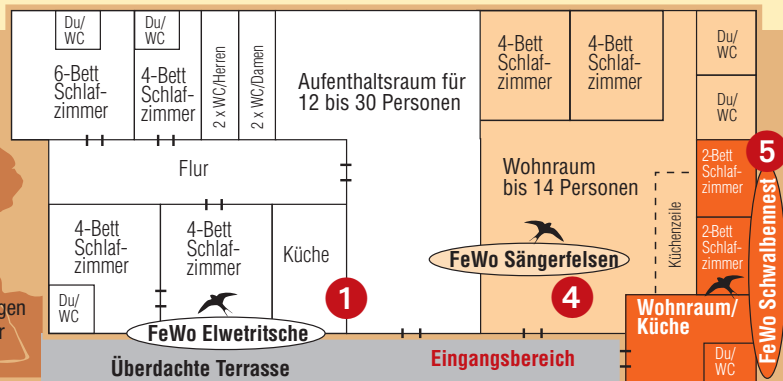 Du/
WC
6-Bett
Schlaf-
zimmer
Du/
WC
4-Bett
Schlaf-
zimmer
2 x WC/Herren
2 x WC/Damen
Aufenthaltsraum für
12 bis 30 Personen
4-Bett
Schlaf-
zimmer
4-Bett
Schlaf-
zimmer
Du/
WC
Du/
WC
5
2-Bett
Schlaf-
zimmer
Flur
Wohnraum
bis 14 Personen
Küchenzeile
2-Bett
Schlaf-
zimmer
FeWo Schwalbennest
4-Bett
Schlaf-
zimmer
4-Bett
Schlaf-
zimmer
Küche
FeWo Sängerfelsen
Du/
WC
1
4
gen
r
FeWo Elwetritsche
Wohnraum/
Küche
Du/
WC
Überdachte Terrasse
Eingangsbereich